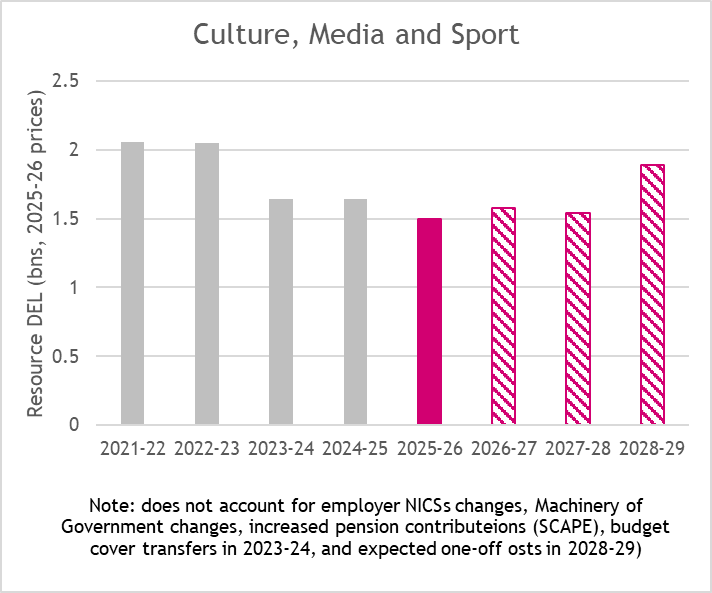 Culture, Media and Sport
Resource DEL (bns, 2025-26 prices)
2.5
2
1.5
1
0.5
0
2021-22 2022-23 2023-24 2024-25 2025-26 2026-27 2027-28 2028-29
Note: does not account for employer NICSs changes, Machinery of
Government changes, increased pension contributeions (SCAPE), budget
cover transfers in 2023-24, and expected one-off osts in 2028-29)